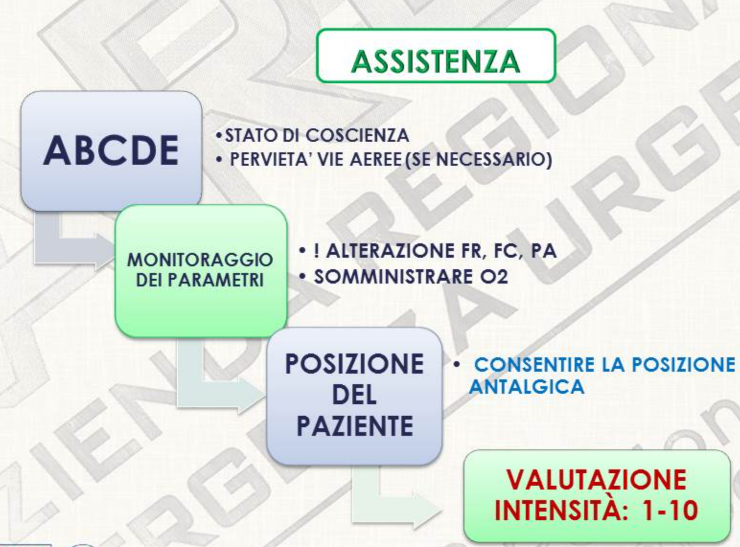 ASSISTENZA
ABCDE
•STATO DI COSCIENZA
• PERVIETA' VIE AEREE (SE NECESSARIO)
MONITORAGGIO
DEI PARAMETRI
• ! ALTERAZIONE FR, FC, PA
• SOMMINISTRARE O2
POSIZIONE
DEL
PAZIENTE
• CONSENTIRE LA POSIZIONE
ANTALGICA
VALUTAZIONE
INTENSITÀ: 1-10